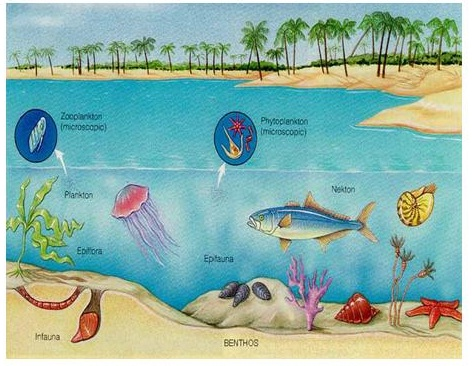 Zooplankton
(microscopic)
Phytoplankton
(microscopic)
Plankton
Nekton
Epiflora
Epifauna
Infauna
BENTHOS